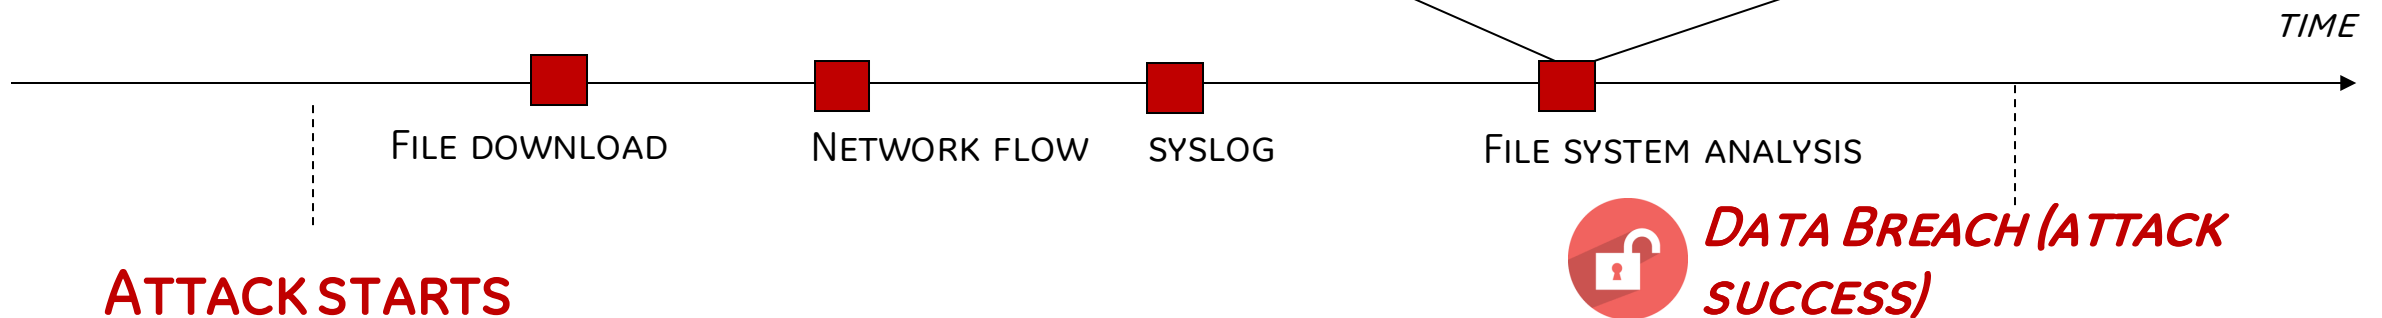 TIME
FILE DOWNLOAD
NETWORK FLOW
SYSLOG
FILE SYSTEM ANALYSIS
ATTACK STARTS
DATA BREACH (ATTACK
SUCCESS)